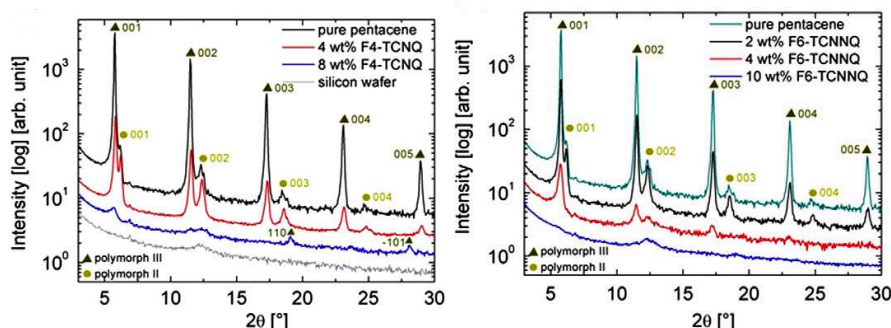 001
pure pentacene
4 wt% F4-TCNQ
8 wt% F4-TCNQ
silicon wafer
002
003
004
005
001
002
003
004
110
-101
▲ polymorph III
● polymorph II
Intensity [log] [arb. unit]
10³
10²
10¹
10⁰
5 10 15 20 25 30
2θ [°]
001
pure pentacene
2 wt% F6-TCNNQ
4 wt% F6-TCNNQ
10 wt% F6-TCNNQ
002
003
004
005
001
002
003
004
▲ polymorph III
● polymorph II
Intensity [log] [arb. unit]
10³
10²
10¹
10⁰
5 10 15 20 25 30
2θ [°]